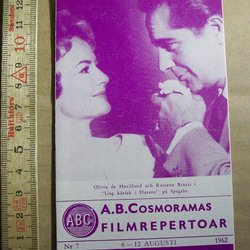 Olivia de Havilland och Rossano Brazzi i
"Ung kärlek i Florens" på Spegeln.
ABC
A.B. COSMORAMAS
FILMREPERTOAR
Nr 7
6 — 12 AUGUSTI
1962